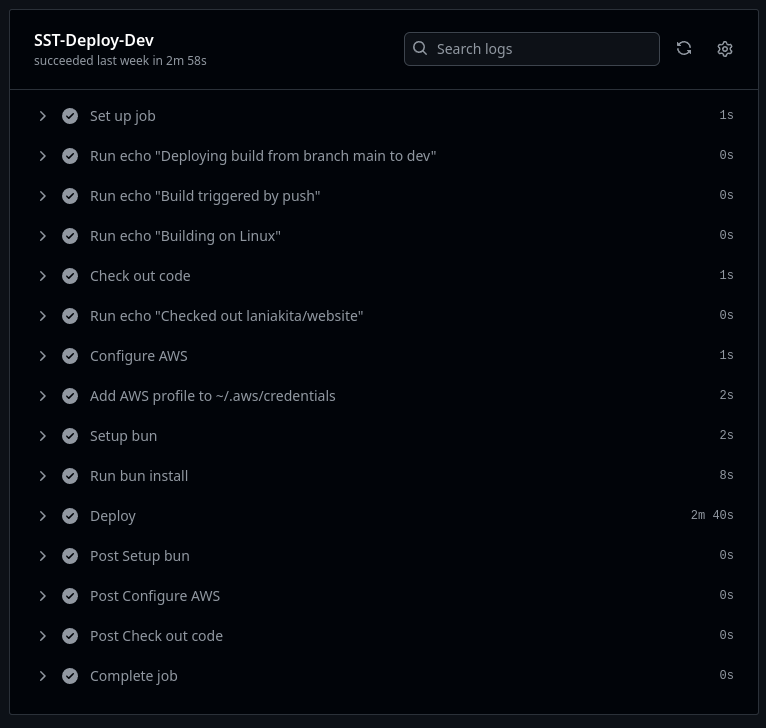 SST-Deploy-Dev
succeeded last week in 2m 58s
Search logs
Set up job 1s
Run echo "Deploying build from branch main to dev" 0s
Run echo "Build triggered by push" 0s
Run echo "Building on Linux" 0s
Check out code 1s
Run echo "Checked out laniakita/website" 0s
Configure AWS 1s
Add AWS profile to ~/.aws/credentials 2s
Setup bun 2s
Run bun install 8s
Deploy 2m 40s
Post Setup bun 0s
Post Configure AWS 0s
Post Check out code 0s
Complete job 0s